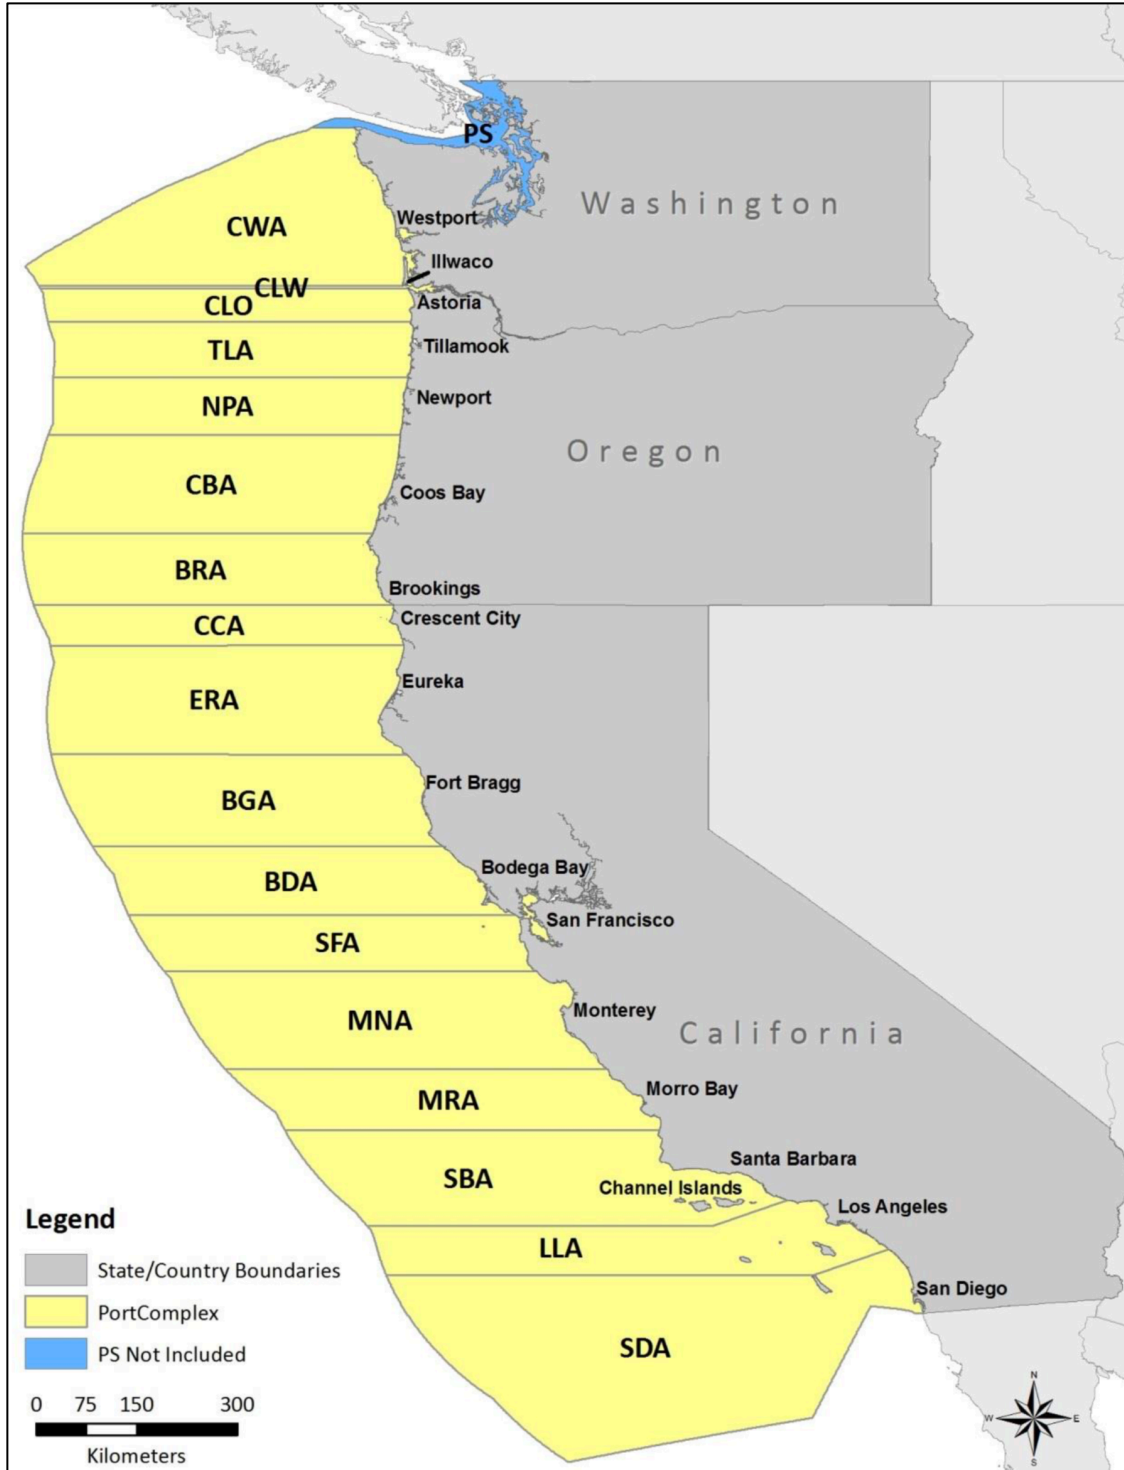 PS
Washington
Westport
CWA
Illwaco
CLW
CLO
Astoria
TLA
Tillamook
NPA
Newport
Oregon
CBA
Coos Bay
BRA
Brookings
CCA
Crescent City
ERA
Eureka
BGA
Fort Bragg
BDA
Bodega Bay
SFA
San Francisco
MNA
Monterey
California
MRA
Morro Bay
SBA
Santa Barbara
Channel Islands
Los Angeles
LLA
San Diego
SDA
Legend
State/Country Boundaries
PortComplex
PS Not Included
0 75 150 300
Kilometers
N
W E
S